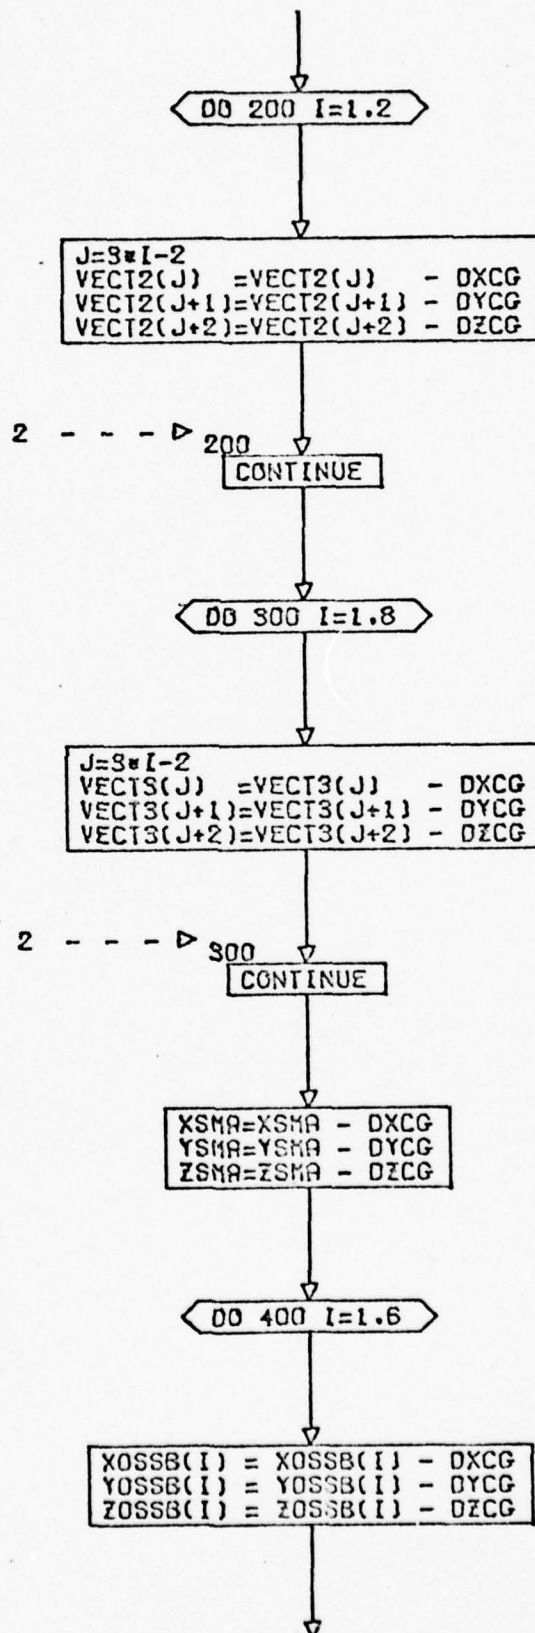 DO 200 I=1,2
J=3*I-2
VECT2(J) =VECT2(J) - DXCG
VECT2(J+1)=VECT2(J+1) - DYCG
VECT2(J+2)=VECT2(J+2) - DZCG
2 - - - 200
CONTINUE
DO 300 I=1,8
J=3*I-2
VECT3(J) =VECT3(J) - DXCG
VECT3(J+1)=VECT3(J+1) - DYCG
VECT3(J+2)=VECT3(J+2) - DZCG
2 - - - 300
CONTINUE
XSMA=XSMA - DXCG
YSMA=YSMA - DYCG
ZSMA=ZSMA - DZCG
DO 400 I=1,6
XOSSB(I) = XOSSB(I) - DXCG
YOSSB(I) = YOSSB(I) - DYCG
ZOSSB(I) = ZOSSB(I) - DZCG